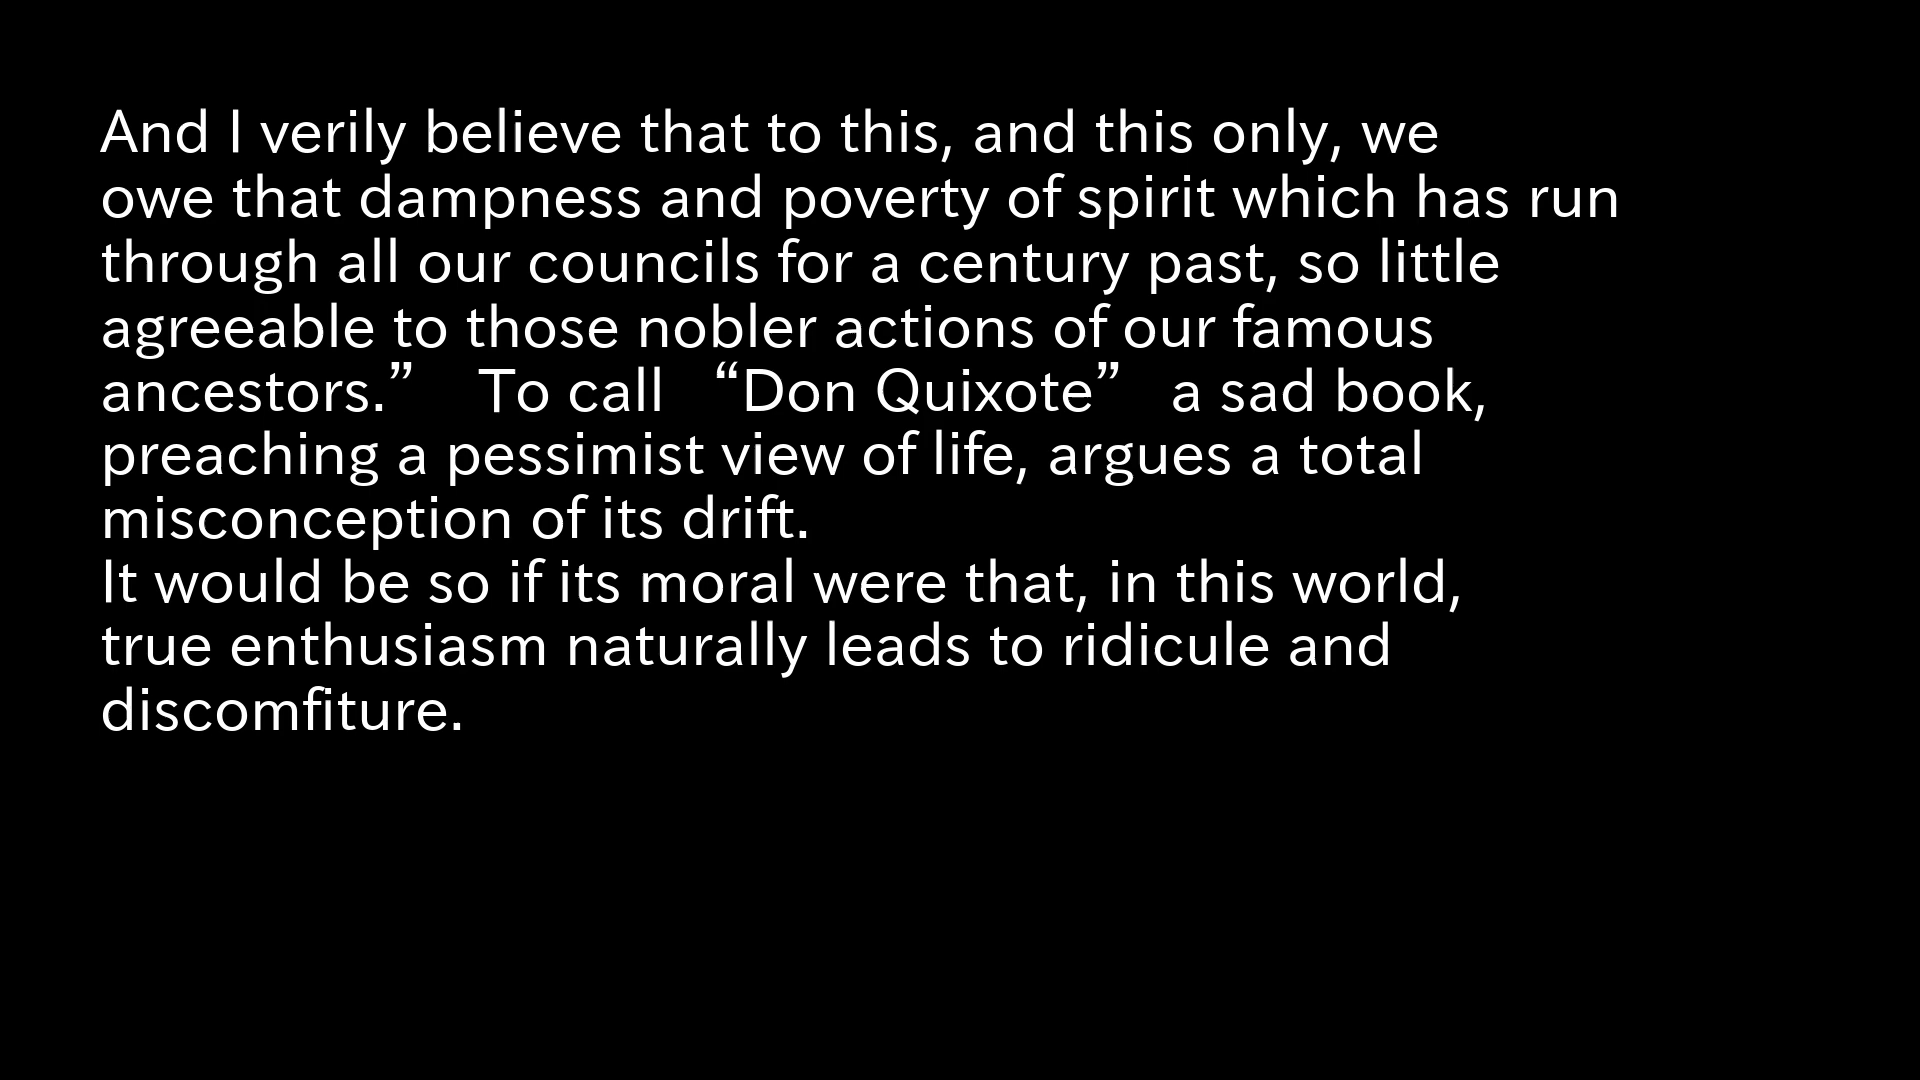 And I verily believe that to this, and this only, we
owe that dampness and poverty of spirit which has run
through all our councils for a century past, so little
agreeable to those nobler actions of our famous
ancestors.” To call “Don Quixote” a sad book,
preaching a pessimist view of life, argues a total
misconception of its drift.
It would be so if its moral were that, in this world,
true enthusiasm naturally leads to ridicule and
discomfiture.